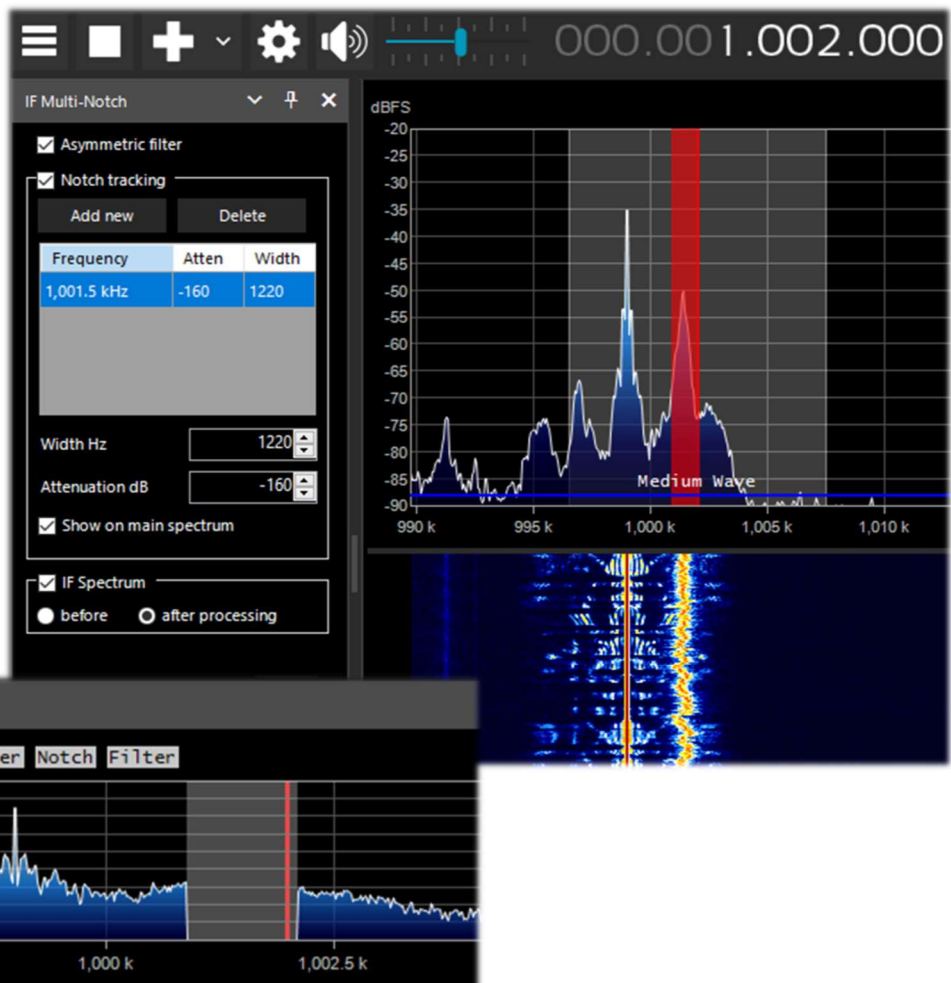 000.001.002.000
IF Multi-Notch
Asymmetric filter
Notch tracking
Add new Delete
Frequency Atten Width
1,001.5 kHz -160 1220
Width Hz 1220
Attenuation dB -160
Show on main spectrum
IF Spectrum
before after processing
dBFS
-20
-25
-30
-35
-40
-45
-50
-55
-60
-65
-70
-75
-80
-85
-90
Medium Wave
990 k 995 k 1,000 k 1,005 k 1,010 k
er Notch Filter
1,000 k 1,002.5 k